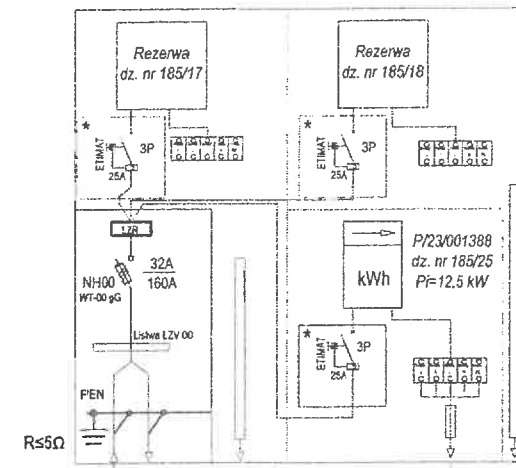 Rezerwa
dz. nr 185/17
Rezerwa
dz. nr 185/18
*
ETIMAT
3P
25A
*
ETIMAT
3P
25A
LZR
NH00
WT-00 gG
32A
160A
Listwa ŁZV 00
PEN
R≤5Ω
kWh
P/23/001388
dz. nr 185/25
Pi=12.5 kW
*
ETIMAT
3P
25A